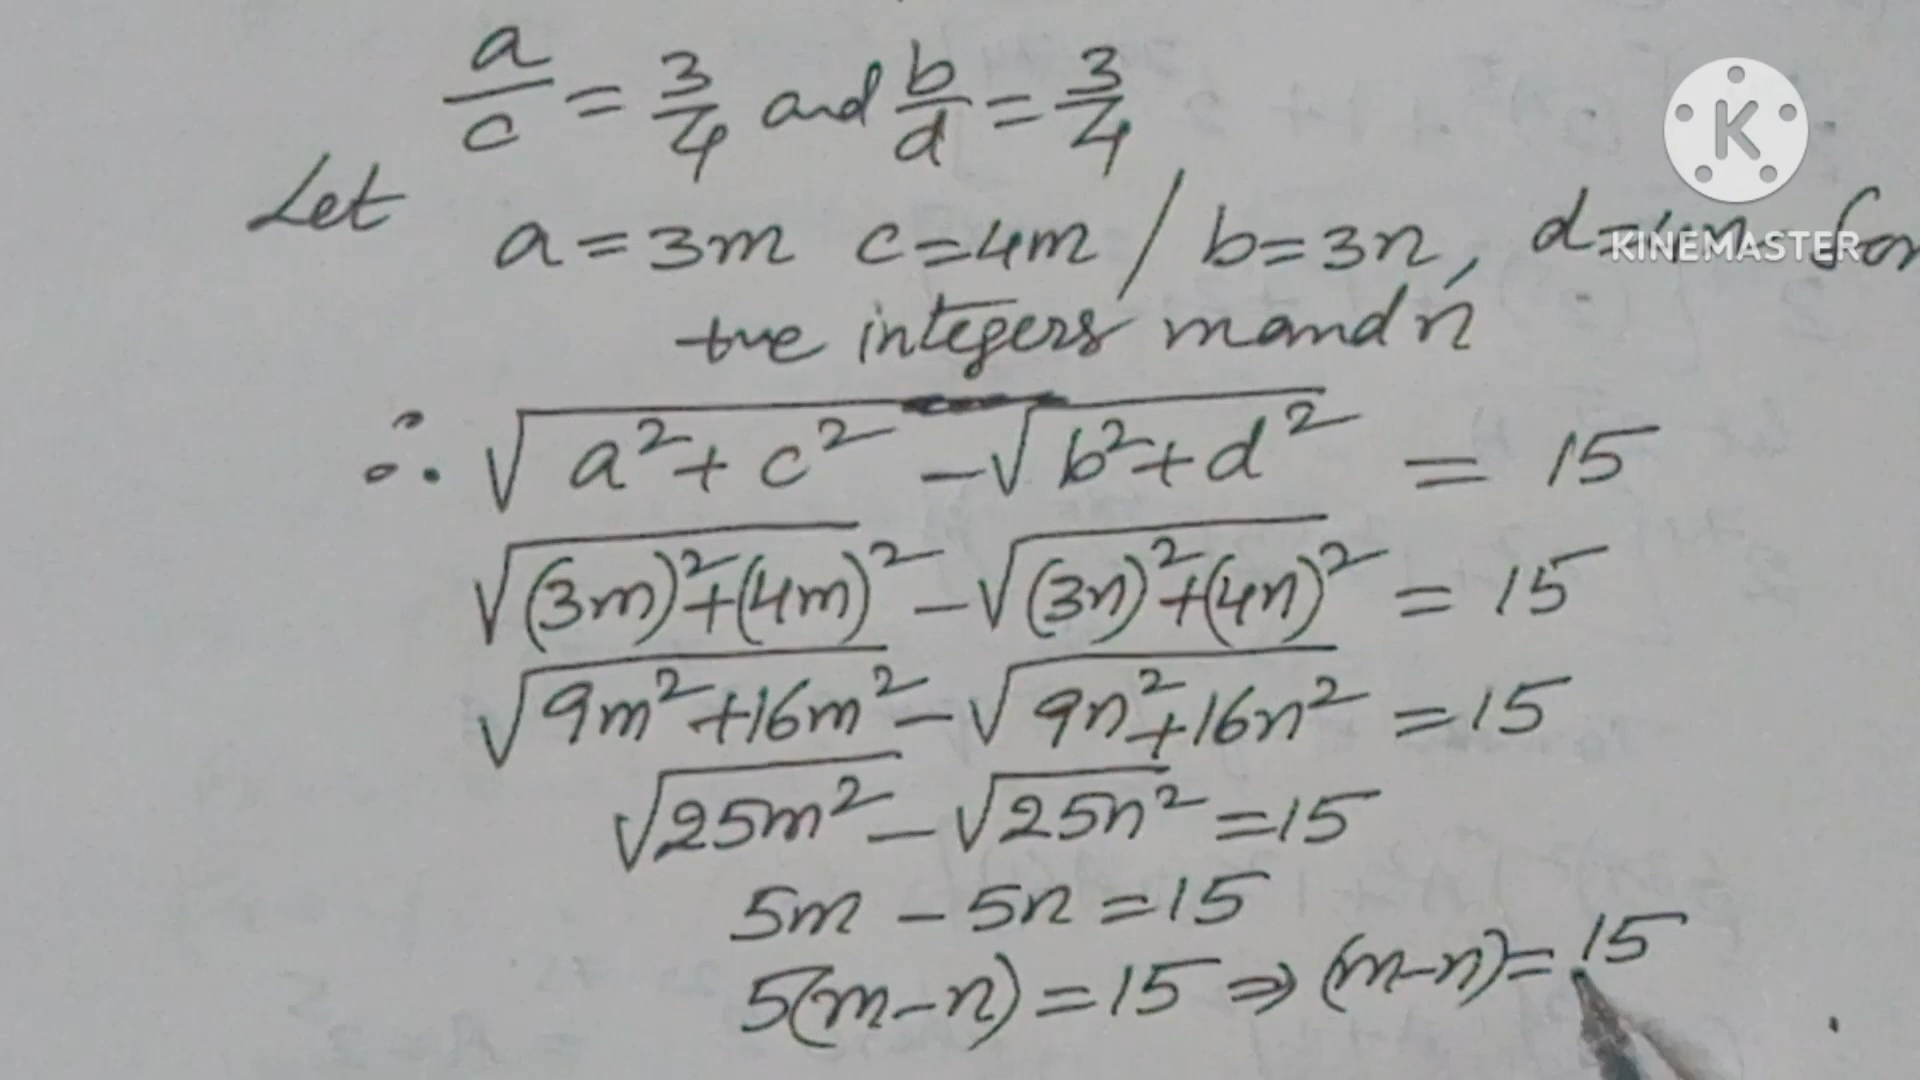 a/c = 3/4 and b/d = 3/4
K
Let
a = 3m c = 4m / b = 3n, d = 4n for
KINEMASTER
+ve integers m and n
∴ √(a²+c²) - √(b²+d²) = 15
√((3m)²+(4m)²) - √((3n)²+(4n)²) = 15
√(9m²+16m²) - √(9n²+16n²) = 15
√(25m²) - √(25n²) = 15
5m - 5n = 15
5(m-n) = 15 ⇒ (m-n) = 15